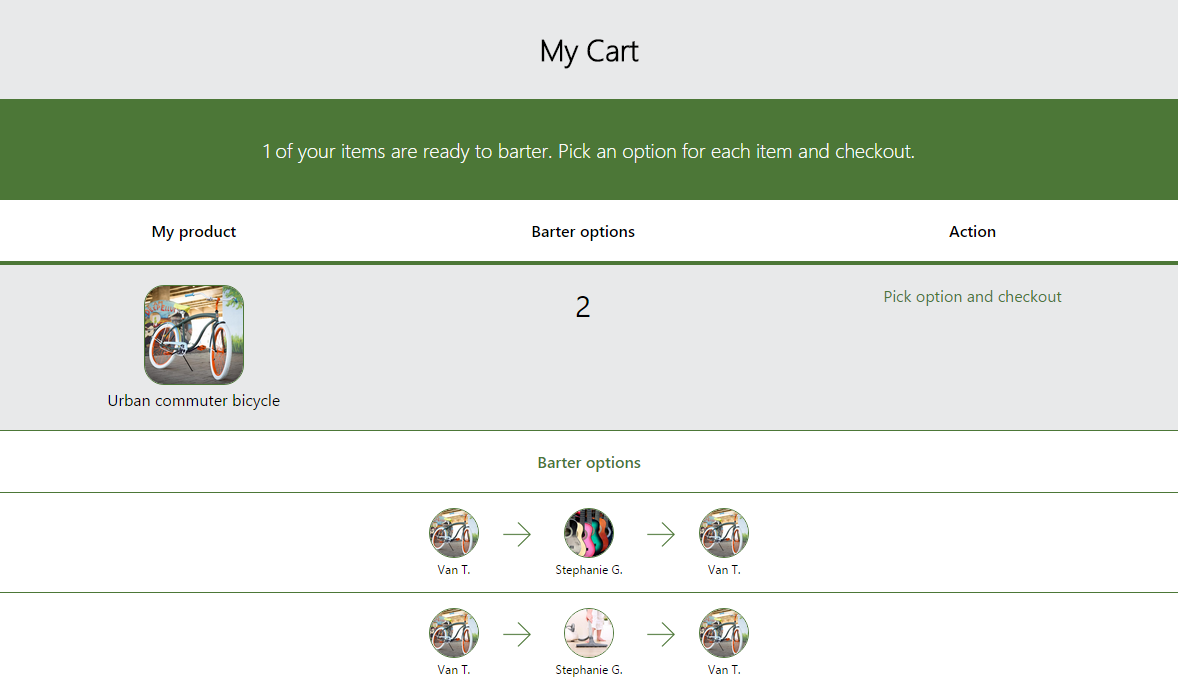 My Cart
1 of your items are ready to barter. Pick an option for each item and checkout.
My product
Barter options
Action
2
Pick option and checkout
Urban commuter bicycle
Barter options
Van T.
Stephanie G.
Van T.
Van T.
Stephanie G.
Van T.